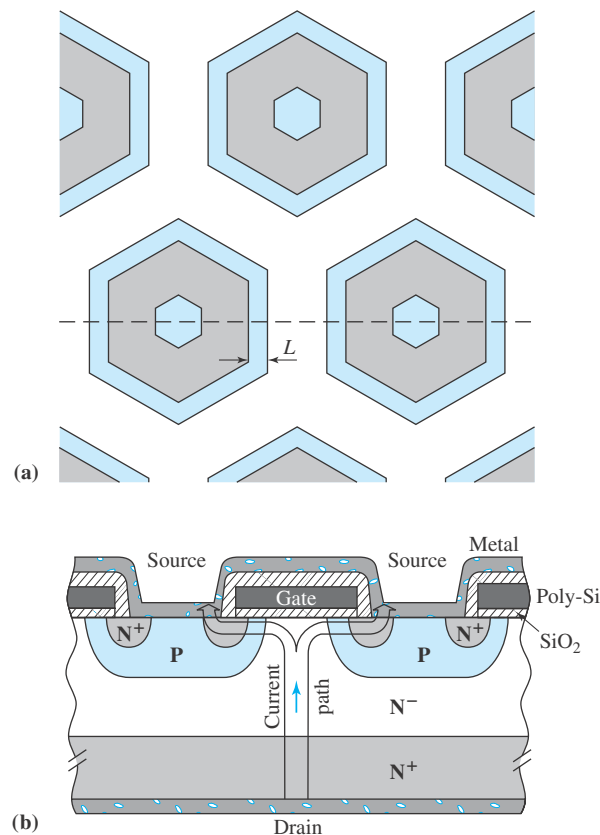 L
(a)
Source
Source
Metal
Gate
Poly-Si
N+
N+
SiO2
P
P
Current
path
N−
N+
(b)
Drain